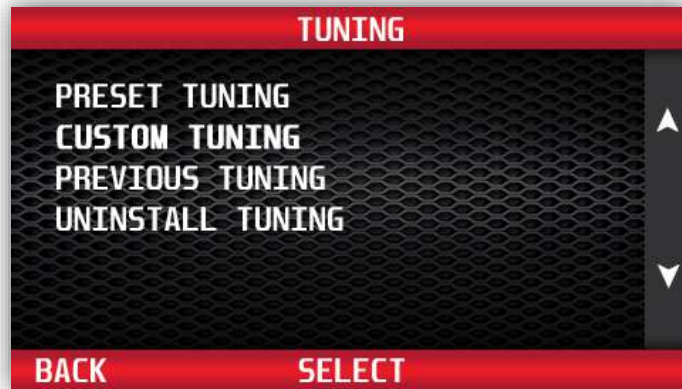 TUNING
PRESET TUNING
CUSTOM TUNING
PREVIOUS TUNING
UNINSTALL TUNING
BACK SELECT